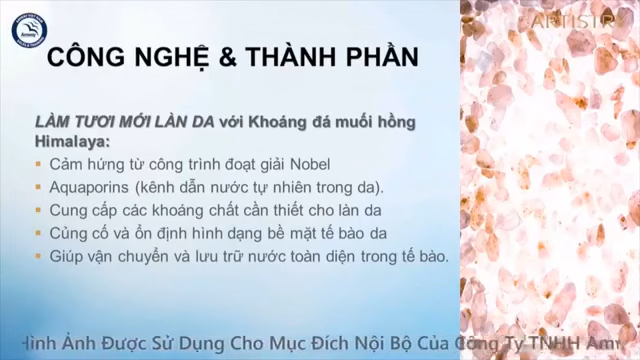 ARTISTR
CÔNG NGHỆ & THÀNH PHẦN
LÀM TƯƠI MỚI LÀN DA với Khoáng đá muối hồng
Himalaya:
Cảm hứng từ công trình đoạt giải Nobel
Aquaporins (kênh dẫn nước tự nhiên trong da).
Cung cấp các khoáng chất cần thiết cho làn da
Củng cố và ổn định hình dạng bề mặt tế bào da
Giúp vận chuyển và lưu trữ nước toàn diện trong tế bào.
Hình Ảnh Được Sử Dụng Cho Mục Đích Nội Bộ Của Công Ty TNHH Amw